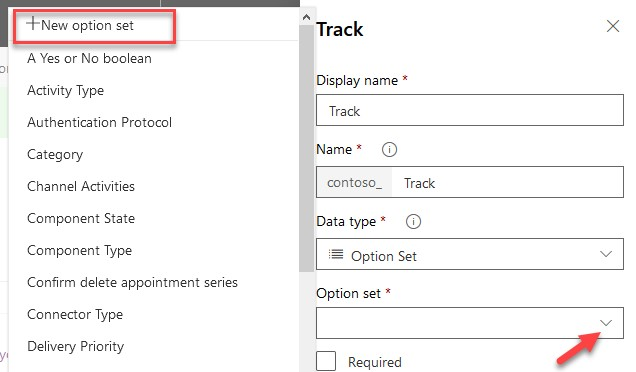 +New option set
A Yes or No boolean
Activity Type
Authentication Protocol
Category
Channel Activities
Component State
Component Type
Confirm delete appointment series
Connector Type
Delivery Priority
Track
Display name *
Track
Name *
contoso_ Track
Data type *
Option Set
Option set *
Required